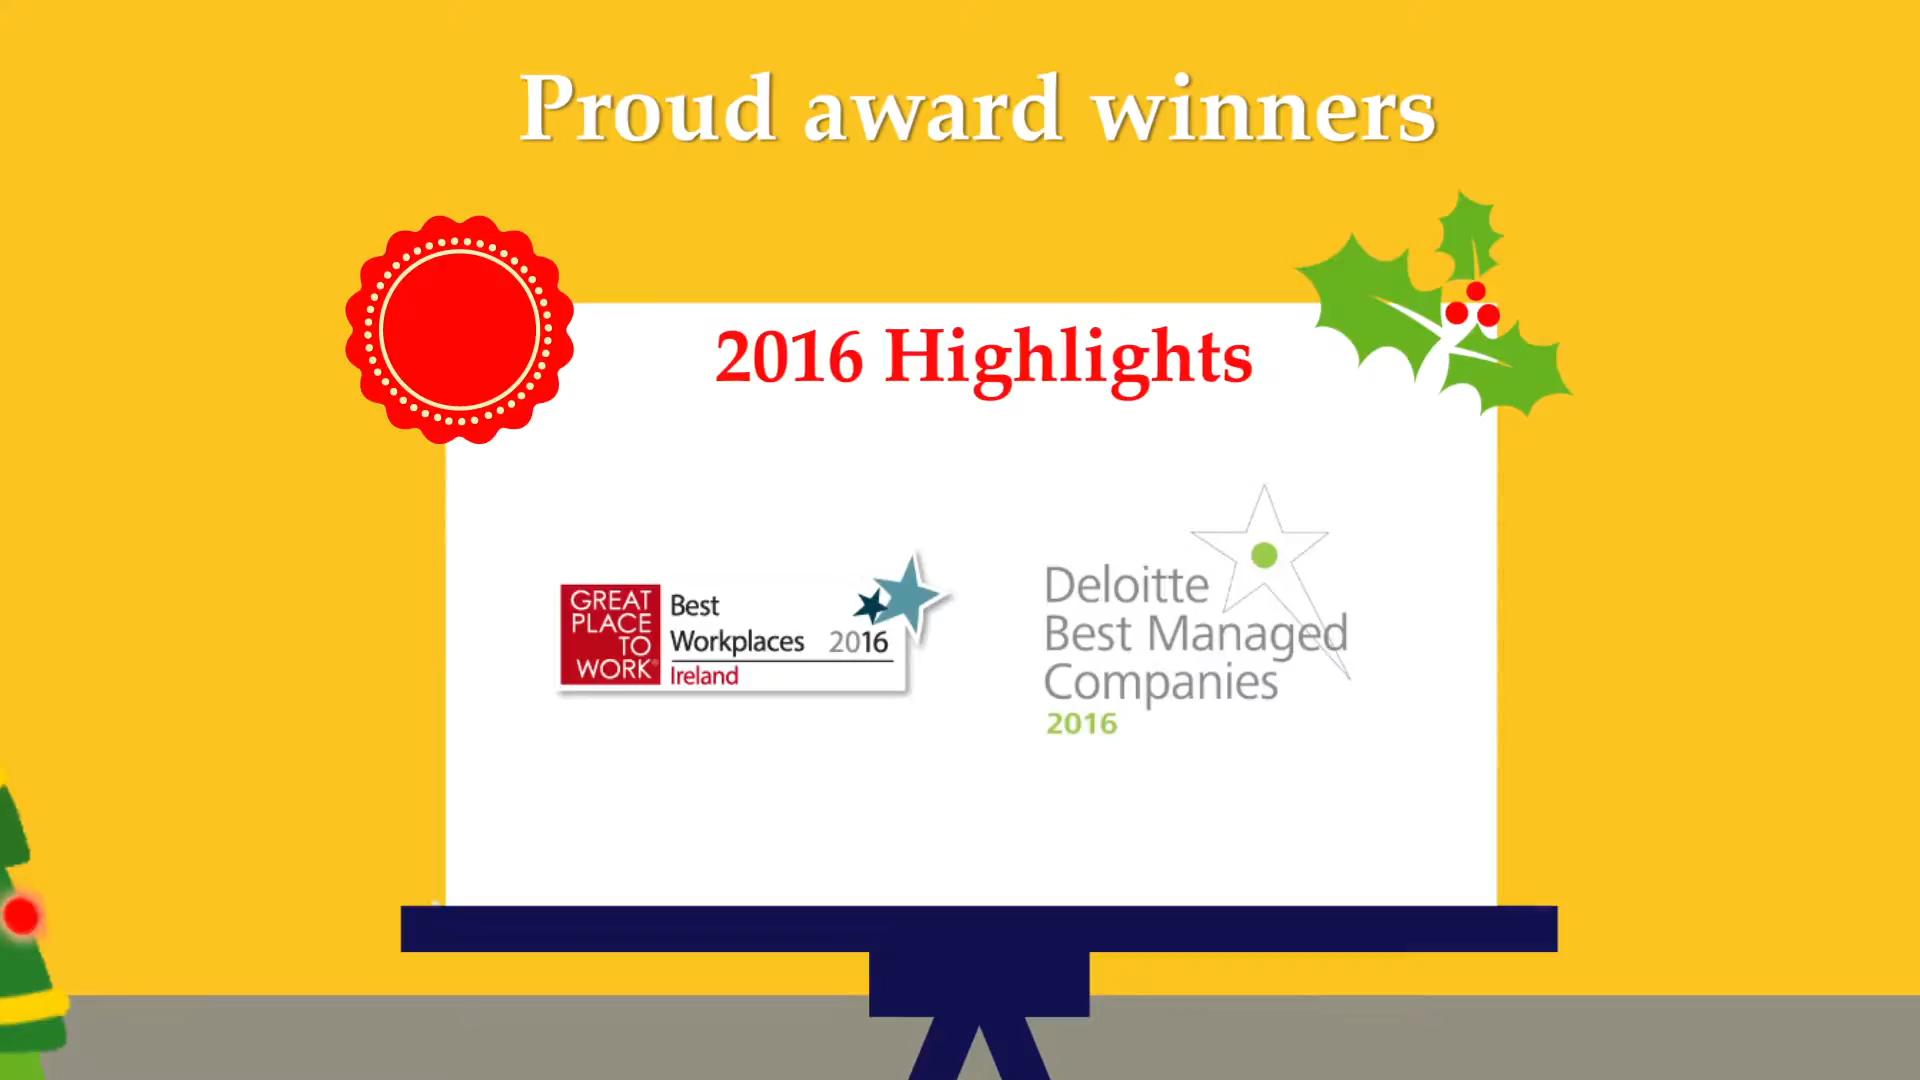 Proud award winners
2016 Highlights
GREAT
PLACE
TO
WORK®
Best
Workplaces 2016
Ireland
Deloitte
Best Managed
Companies
2016